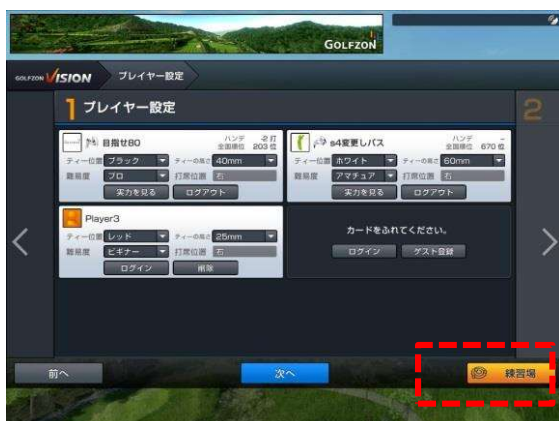 GOLFZON
GOLFZON VISION プレイヤー設定
1 プレイヤー設定
2
目指せ80 ハンデ -2打
全国順位 203位
ティー位置 ブラック ティーの高さ 40mm
難易度 プロ 打席位置 右
実力を見る ログアウト
s4変更しパス ハンデ -
全国順位 670位
ティー位置 ホワイト ティーの高さ 60mm
難易度 アマチュア 打席位置 右
実力を見る ログアウト
Player3
ティー位置 レッド ティーの高さ 25mm
難易度 ビギナー 打席位置 右
ログイン 削除
カードをふれてください。
ログイン ゲスト登録
前へ 次へ 練習場